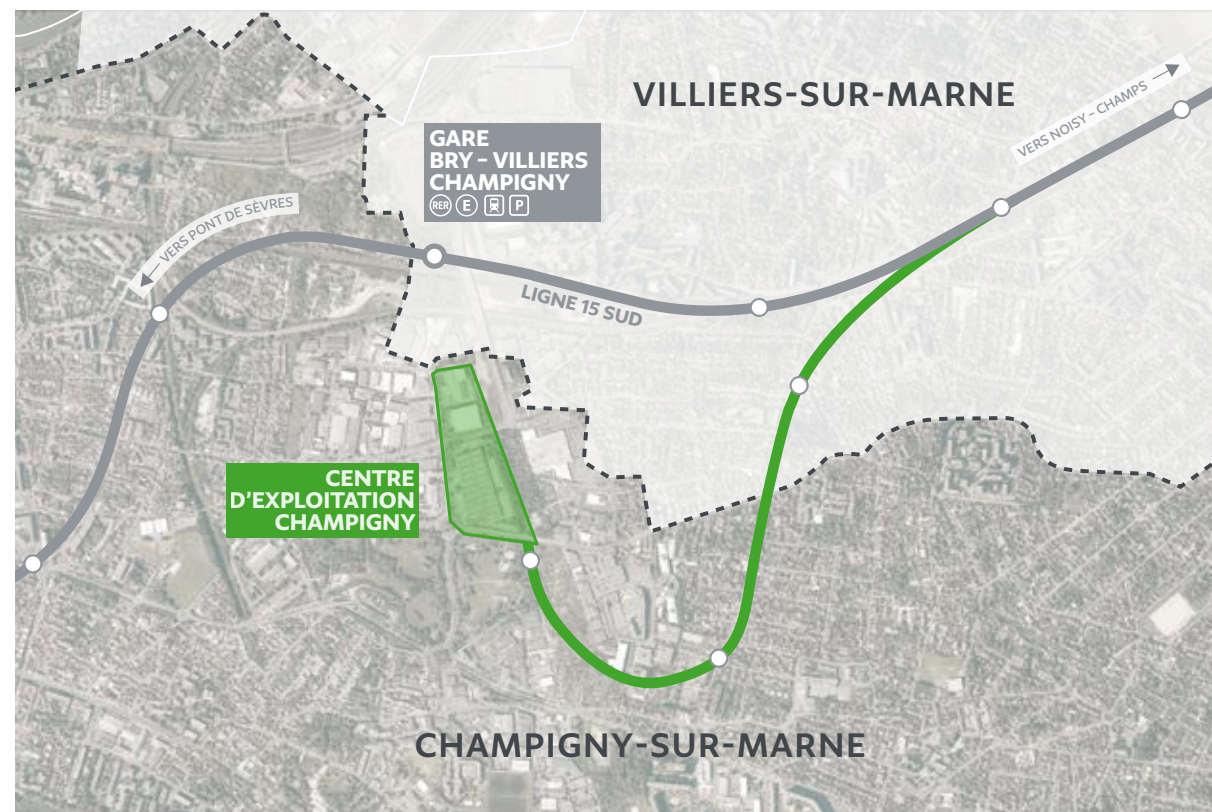 VILLIERS-SUR-MARNE
VERS NOISY – CHAMPS
GARE
BRY – VILLIERS
CHAMPIGNY
RER E P
VERS PONT DE SÈVRES
LIGNE 15 SUD
CENTRE
D'EXPLOITATION
CHAMPIGNY
CHAMPIGNY-SUR-MARNE